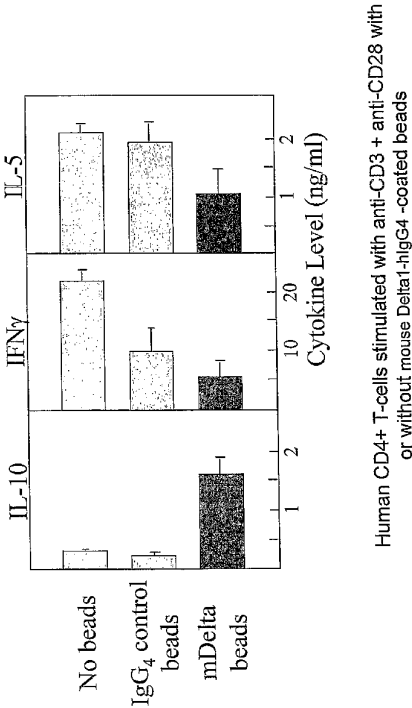 IL-10
IFNγ
IL-5
No beads
IgG4 control
beads
mDelta
beads
1
2
10
20
1
2
Cytokine Level (ng/ml)
Human CD4+ T-cells stimulated with anti-CD3 + anti-CD28 with
or without mouse Delta1-hIgG4 -coated beads